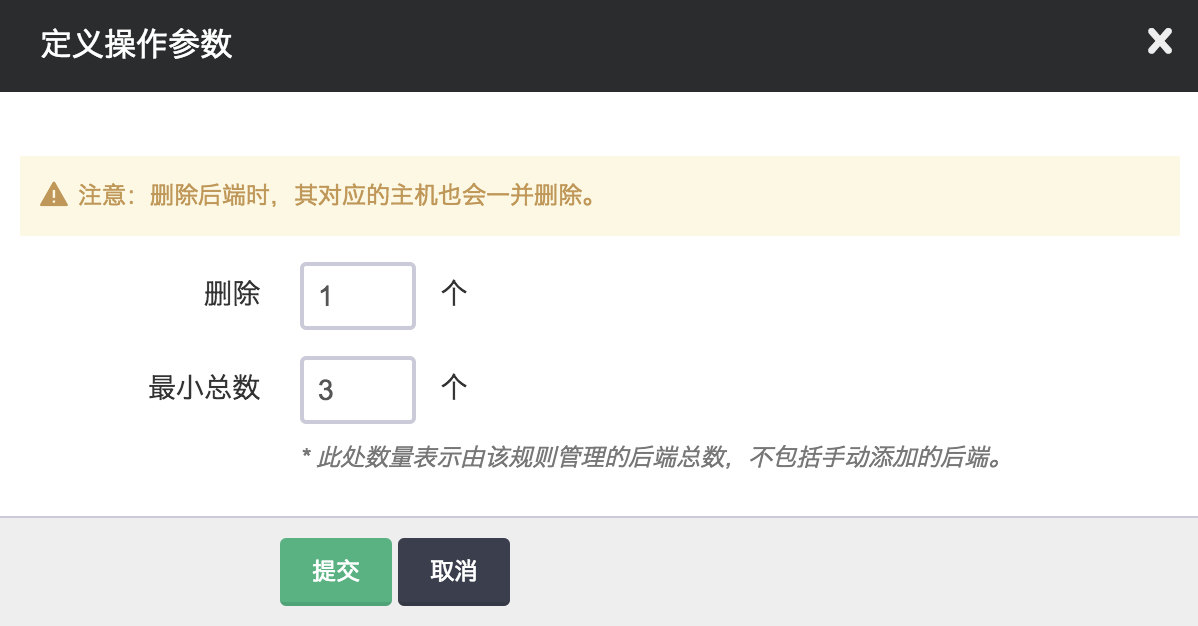 定义操作参数
注意：删除后端时，其对应的主机也会一并删除。
删除 1 个
最小总数 3 个
* 此处数量表示由该规则管理的后端总数，不包括手动添加的后端。
提交 取消